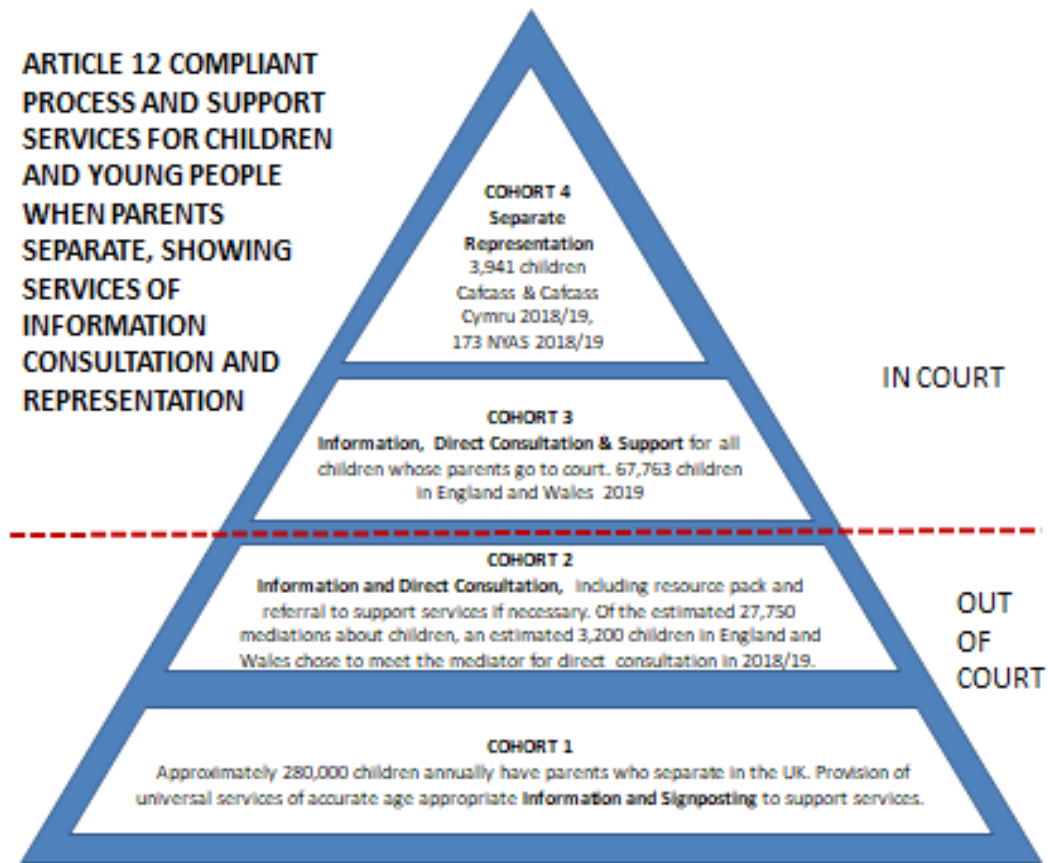 ARTICLE 12 COMPLIANT
PROCESS AND SUPPORT
SERVICES FOR CHILDREN
AND YOUNG PEOPLE
WHEN PARENTS
SEPARATE, SHOWING
SERVICES OF
INFORMATION
CONSULTATION AND
REPRESENTATION
COHORT 4
Separate
Representation
3,941 children
Cafcass & Cafcass
Cymru 2018/19,
173 NYAS 2018/19
IN COURT
COHORT 3
Information, Direct Consultation & Support for all
children whose parents go to court. 67,763 children
in England and Wales 2019
COHORT 2
Information and Direct Consultation, including resource pack and
referral to support services if necessary. Of the estimated 27,750
mediations about children, an estimated 3,200 children in England and
Wales chose to meet the mediator for direct consultation in 2018/19.
OUT
OF
COURT
COHORT 1
Approximately 280,000 children annually have parents who separate in the UK. Provision of
universal services of accurate age appropriate Information and Signposting to support services.